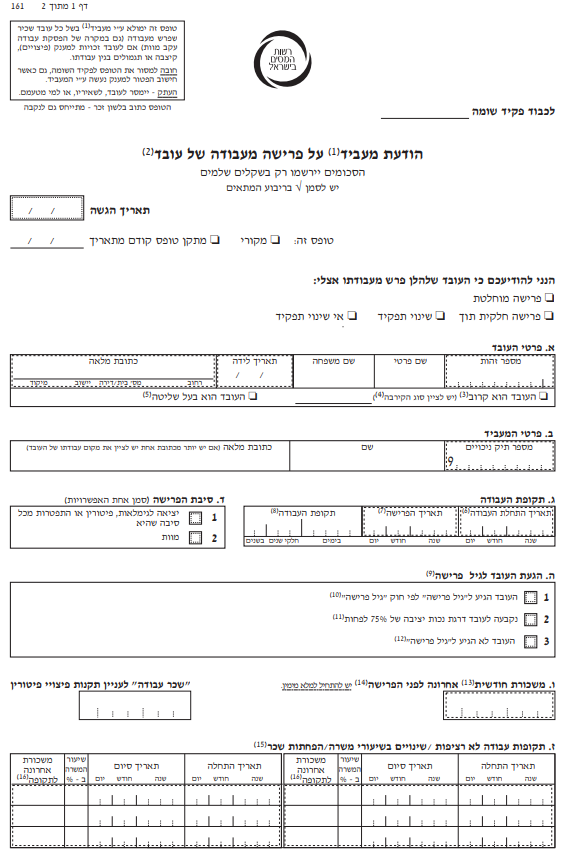 דף 1 מתוך 2 161
טופס זה ימולא ע״י מעביד(1) בשל כל עובד שכיר
שפרש מעבודה (גם במקרה של הפסקת עבודה
עקב מוות) אם לעובד זכויות למענק (פיצויים),
קיצבה או תגמולים בגין עבודתו.
חובה למסור את הטופס לפקיד השומה, גם כאשר
חישוב הפטור למענק נעשה ע״י המעביד.
העתק - יימסר לעובד, לשאיריו, או למי מטעמם.
הטופס כתוב בלשון זכר - מתייחס גם לנקבה
רשות
המסים
בישראל
לכבוד פקיד שומה
הודעת מעביד(1) על פרישה מעבודה של עובד(2)
הסכומים יירשמו רק בשקלים שלמים
יש לסמן √ בריבוע המתאים
תאריך הגשה / /
טופס זה: מקורי מתקן טופס קודם מתאריך / /
הנני להודיעכם כי העובד שלהלן פרש מעבודתו אצלי:
פרישה מוחלטת
פרישה חלקית תוך שינוי תפקיד אי שינוי תפקיד
א. פרטי העובד
מספר זהות שם פרטי שם משפחה תאריך לידה כתובת מלאה
/ /
רחוב מס׳ בית/דירה יישוב מיקוד
העובד הוא קרוב(3) (יש לציין סוג הקירבה(4)) העובד הוא בעל שליטה(5)
ב. פרטי המעביד
מספר תיק ניכויים שם כתובת מלאה (אם יש יותר מכתובת אחת יש לציין את מקום עבודתו של העובד)
9
ג. תקופת העבודה
תאריך התחלת העבודה(6) תאריך הפרישה(7) תקופת העבודה(8)
שנה חודש יום שנה חודש יום בימים חלקי שנים בשנים
ד. סיבת הפרישה (סמן אחת האפשרויות)
1 יציאה לגימלאות, פיטורין או התפטרות מכל
סיבה שהיא
2 מוות
ה. הגעת העובד לגיל פרישה(9)
1 העובד הגיע ל״גיל פרישה״ לפי חוק ״גיל פרישה״(10)
2 נקבעה לעובד דרגת נכות יציבה של 75% לפחות(11)
3 העובד לא הגיע ל״גיל פרישה״(12)
ו. משכורת חודשית(13) אחרונה לפני הפרישה(14) יש להתחיל למלא מימין. ״שכר עבודה״ לעניין תקנות פיצויי פיטורין
ז. תקופות עבודה לא רציפות /שינויים בשיעורי משרה/הפחתות שכר(15)
תאריך התחלה תאריך סיום שיעור המשרה ב - % משכורת אחרונה לתקופה(16) תאריך התחלה תאריך סיום שיעור המשרה ב - % משכורת אחרונה לתקופה(16)
שנה חודש יום שנה חודש יום שנה חודש יום שנה חודש יום